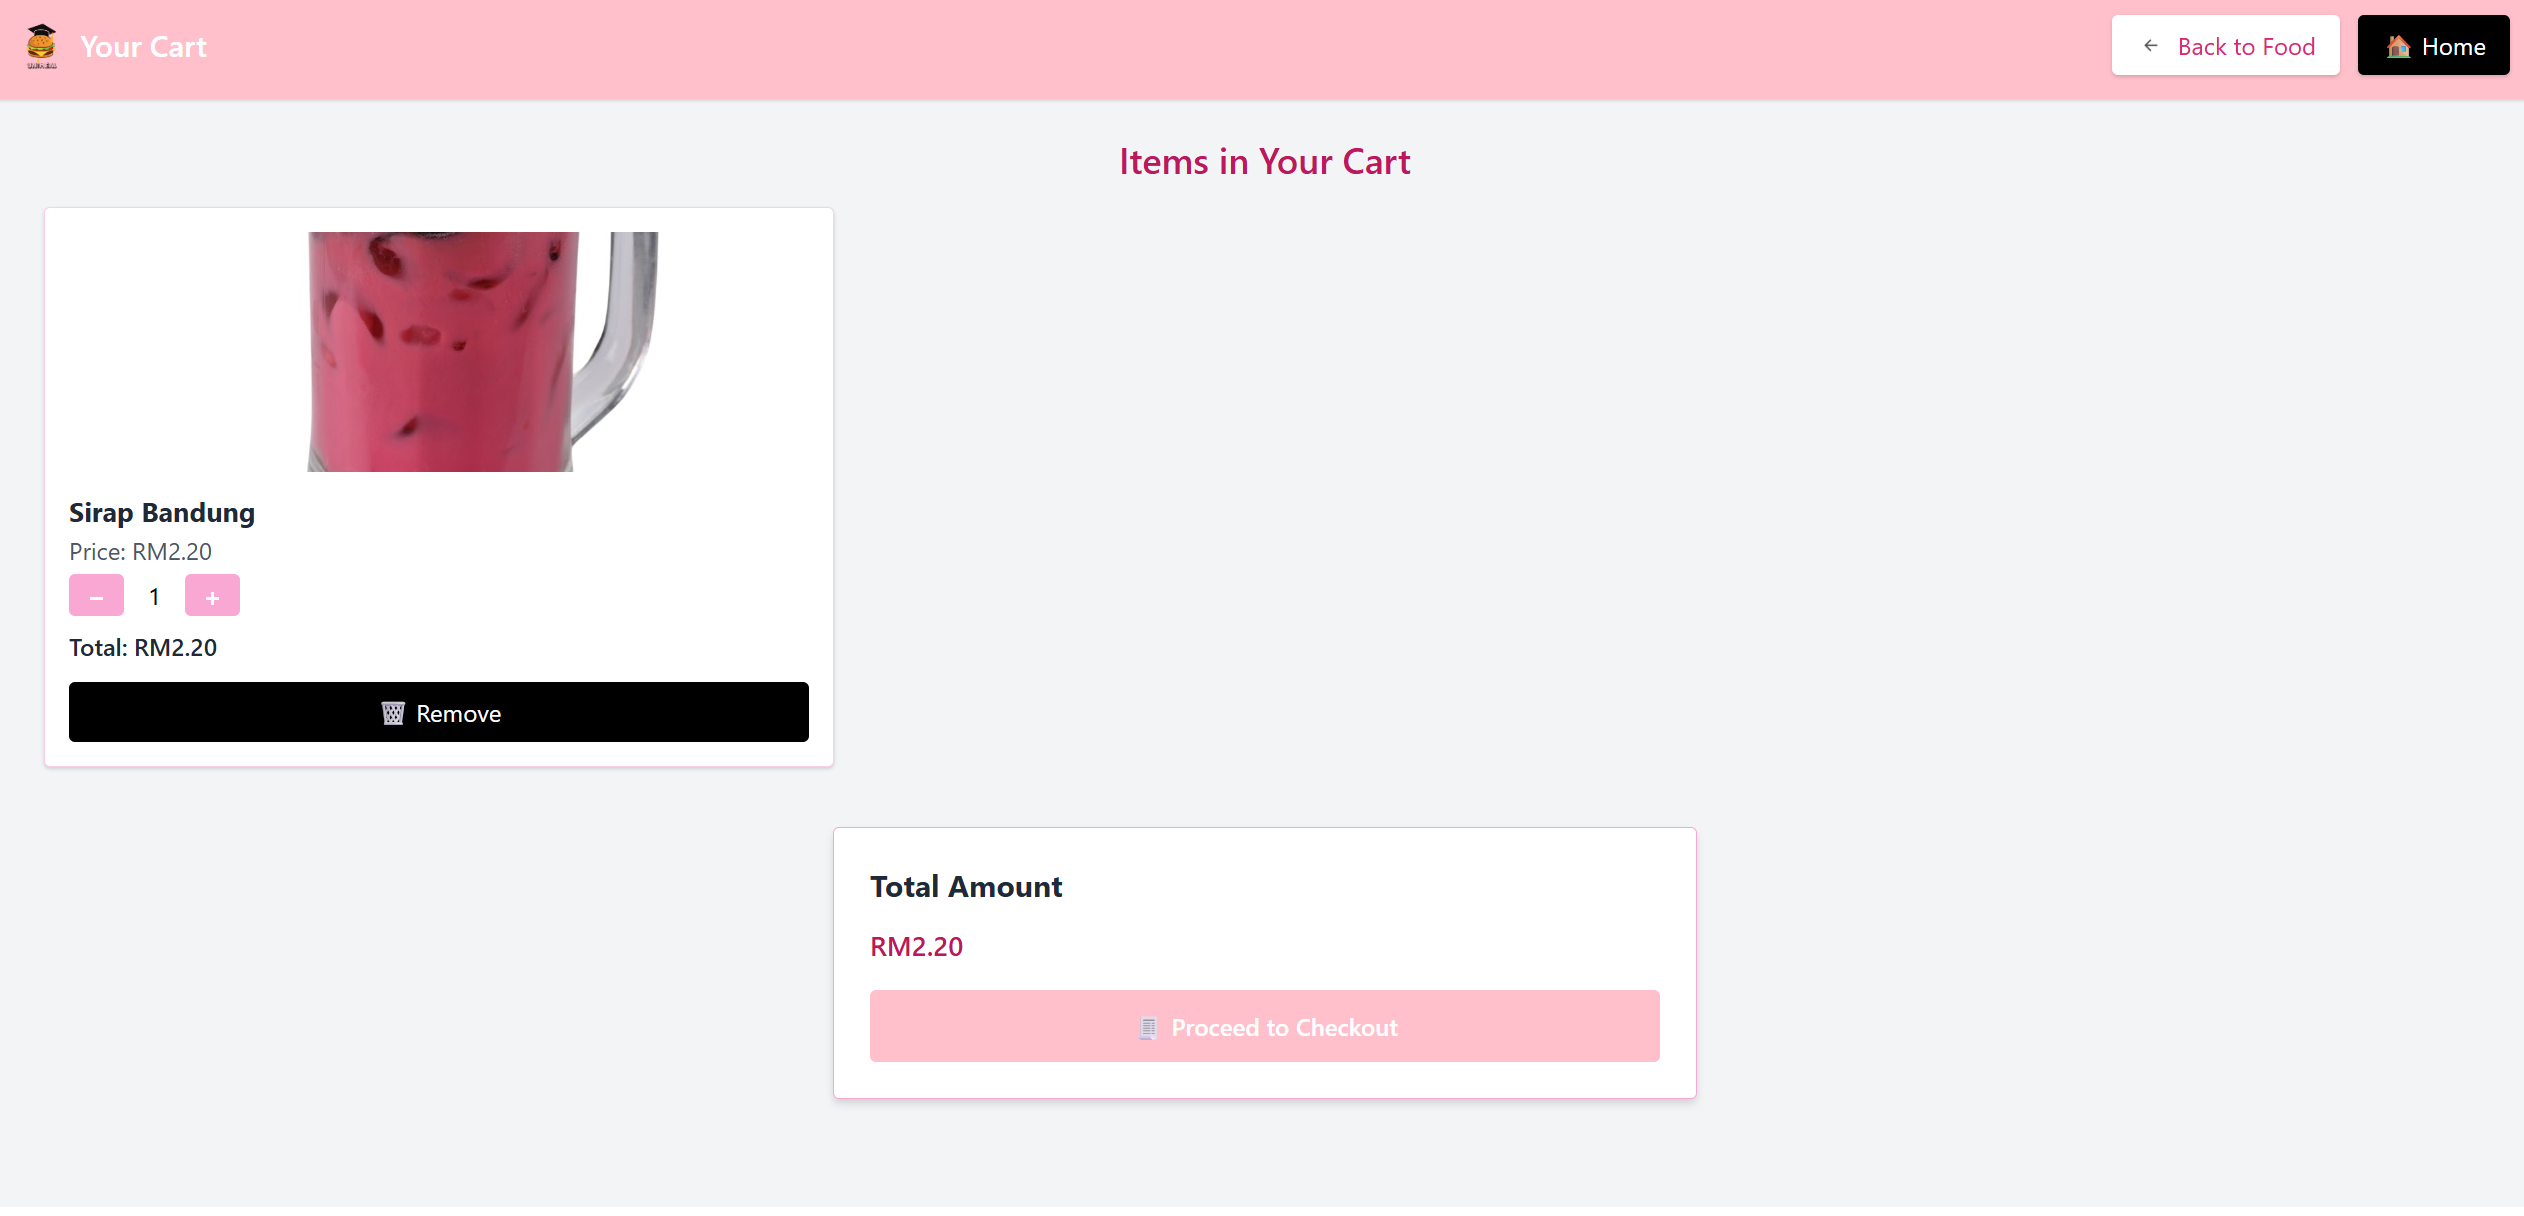 Your Cart
← Back to Food
Home
Items in Your Cart
Sirap Bandung
Price: RM2.20
− 1 +
Total: RM2.20
Remove
Total Amount
RM2.20
Proceed to Checkout